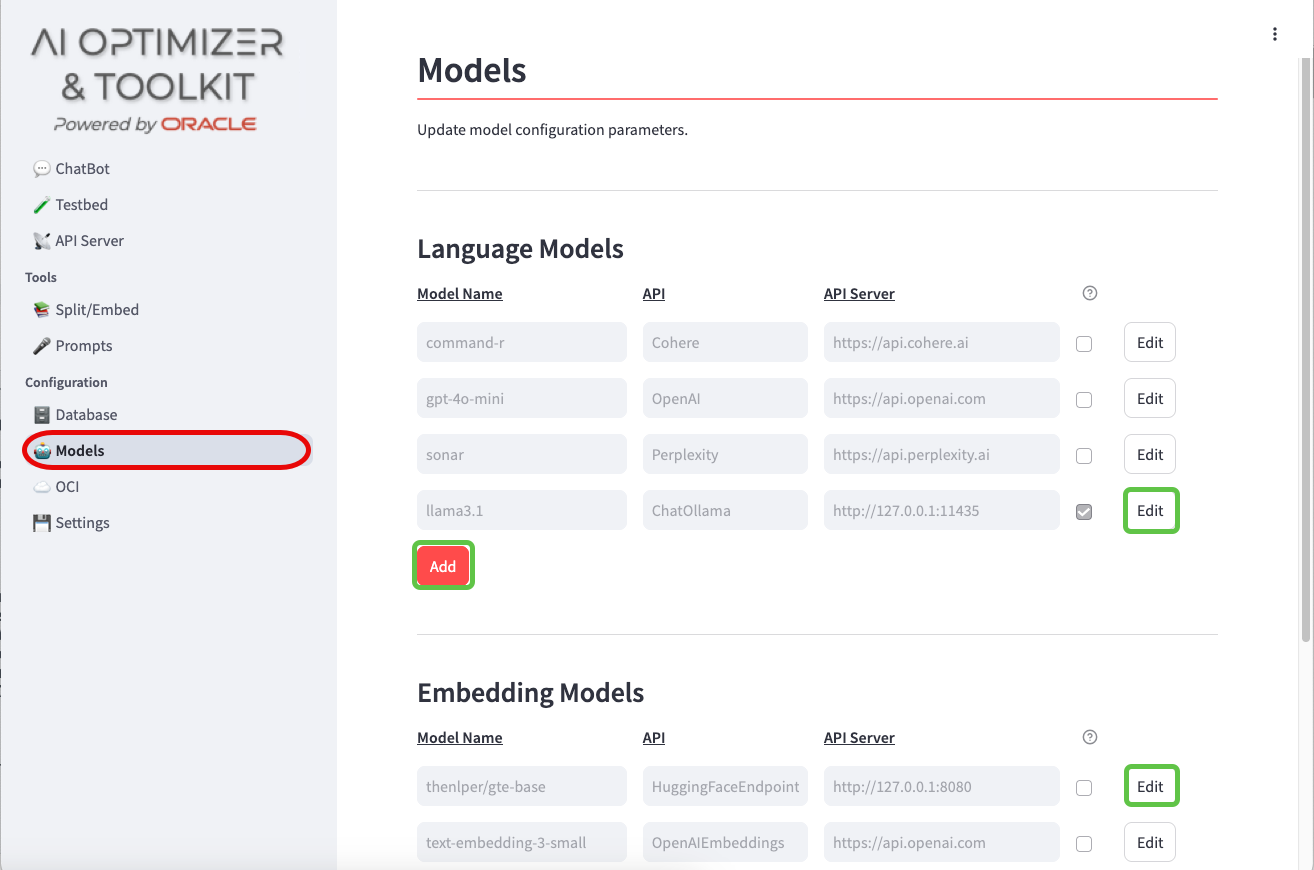 AI OPTIMIZER
& TOOLKIT
Powered by ORACLE
ChatBot
Testbed
API Server
Tools
Split/Embed
Prompts
Configuration
Database
Models
OCI
Settings
Models
Update model configuration parameters.
Language Models
Model Name API API Server
command-r Cohere https://api.cohere.ai Edit
gpt-4o-mini OpenAI https://api.openai.com Edit
sonar Perplexity https://api.perplexity.ai Edit
llama3.1 ChatOllama http://127.0.0.1:11435 Edit
Add
Embedding Models
Model Name API API Server
thenlper/gte-base HuggingFaceEndpoint http://127.0.0.1:8080 Edit
text-embedding-3-small OpenAIEmbeddings https://api.openai.com Edit